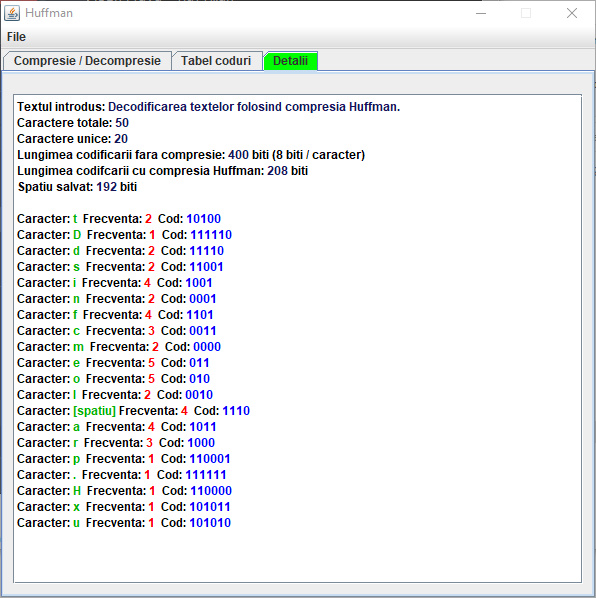 Huffman
File
Compresie / Decompresie Tabel coduri Detalii
Textul introdus: Decodificarea textelor folosind compresia Huffman.
Caractere totale: 50
Caractere unice: 20
Lungimea codificarii fara compresie: 400 biti (8 biti / caracter)
Lungimea codifcarii cu compresia Huffman: 208 biti
Spatiu salvat: 192 biti
Caracter: t Frecventa: 2 Cod: 10100
Caracter: D Frecventa: 1 Cod: 111110
Caracter: d Frecventa: 2 Cod: 11110
Caracter: s Frecventa: 2 Cod: 11001
Caracter: i Frecventa: 4 Cod: 1001
Caracter: n Frecventa: 2 Cod: 0001
Caracter: f Frecventa: 4 Cod: 1101
Caracter: c Frecventa: 3 Cod: 0011
Caracter: m Frecventa: 2 Cod: 0000
Caracter: e Frecventa: 5 Cod: 011
Caracter: o Frecventa: 5 Cod: 010
Caracter: l Frecventa: 2 Cod: 0010
Caracter: [spatiu] Frecventa: 4 Cod: 1110
Caracter: a Frecventa: 4 Cod: 1011
Caracter: r Frecventa: 3 Cod: 1000
Caracter: p Frecventa: 1 Cod: 110001
Caracter: . Frecventa: 1 Cod: 111111
Caracter: H Frecventa: 1 Cod: 110000
Caracter: x Frecventa: 1 Cod: 101011
Caracter: u Frecventa: 1 Cod: 101010